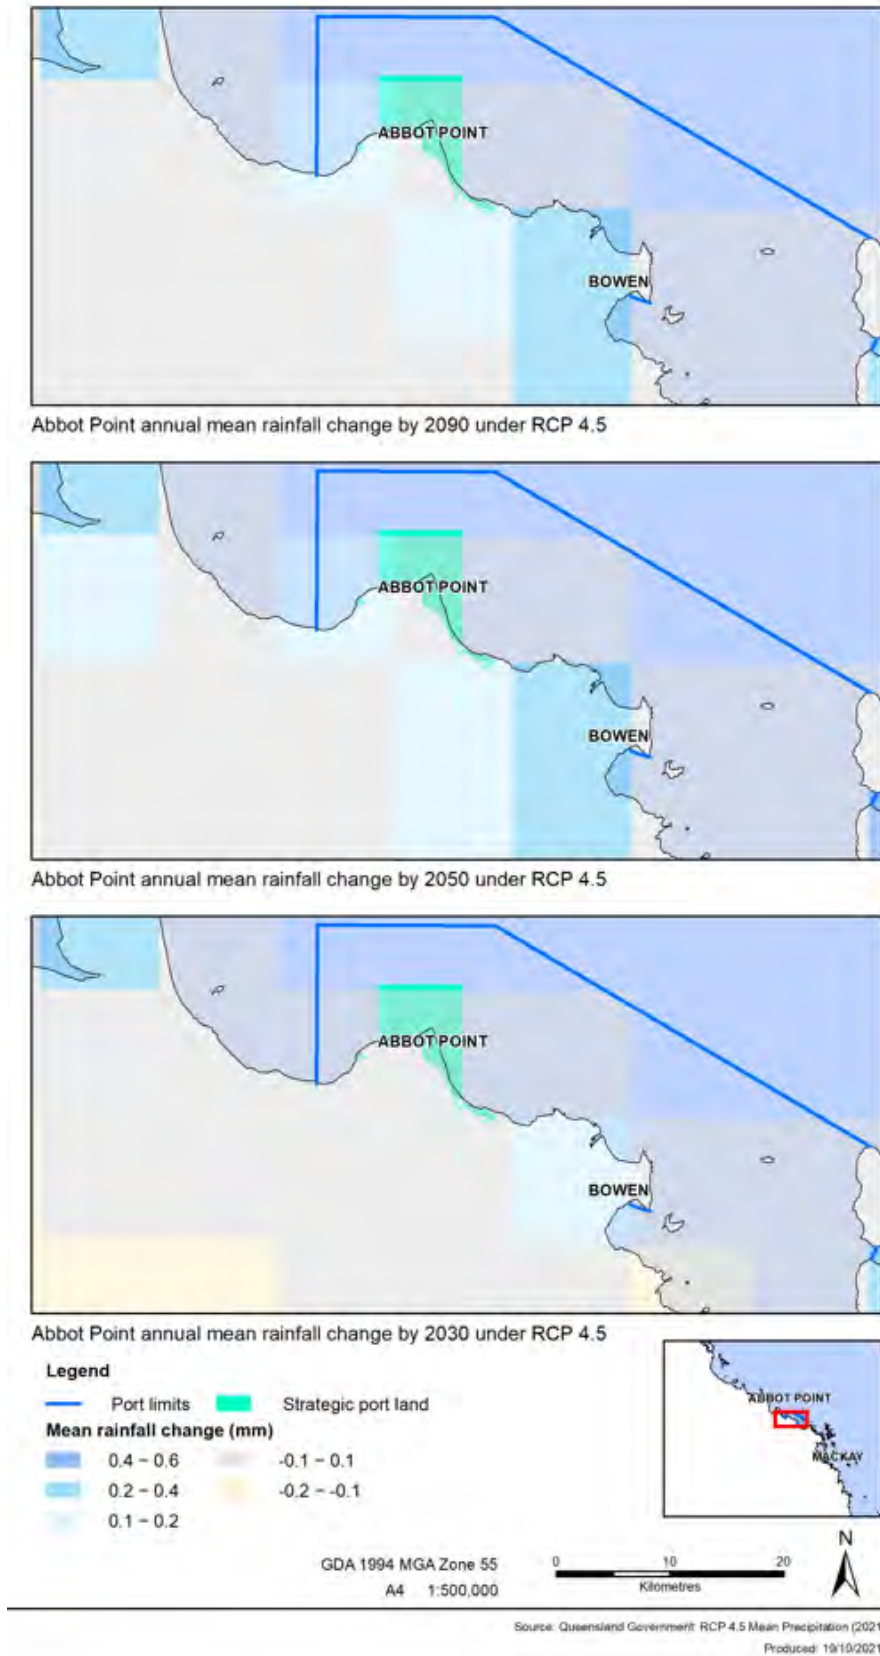 ABBOT POINT
BOWEN
Abbot Point annual mean rainfall change by 2090 under RCP 4.5
ABBOT POINT
BOWEN
Abbot Point annual mean rainfall change by 2050 under RCP 4.5
ABBOT POINT
BOWEN
Abbot Point annual mean rainfall change by 2030 under RCP 4.5
Legend
Port limits Strategic port land
Mean rainfall change (mm)
0.4 – 0.6 -0.1 – 0.1
0.2 – 0.4 -0.2 – -0.1
0.1 – 0.2
ABBOT POINT
MACKAY
GDA 1994 MGA Zone 55
A4 1:500,000
0 10 20
Kilometres
N
Source: Queensland Government: RCP 4.5 Mean Precipitation (2021
Produced: 19/10/2021